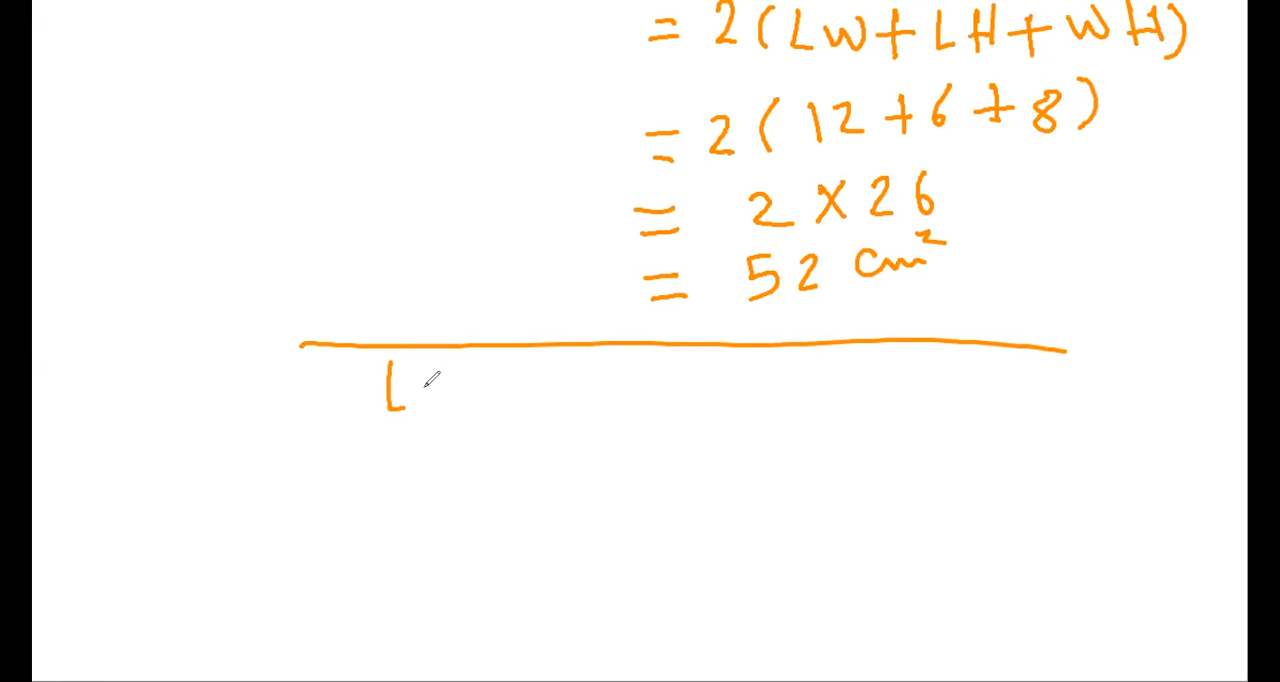 = 2(LW+LH+WH)
= 2(12+6+8)
= 2×26
= 52 cm²
L